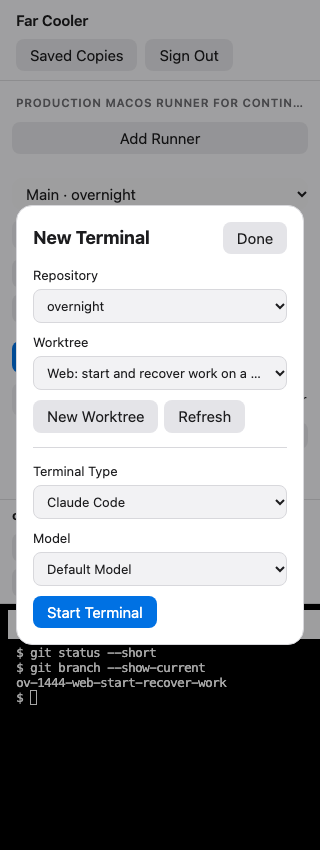 Far Cooler
Saved Copies
Sign Out
PRODUCTION MACOS RUNNER FOR CONTIN...
Add Runner
Main · overnight
New Terminal
Done
Repository
overnight
Worktree
Web: start and recover work on a ...
New Worktree
Refresh
Terminal Type
Claude Code
Model
Default Model
Start Terminal
$ git status --short
$ git branch --show-current
ov-1444-web-start-recover-work
$